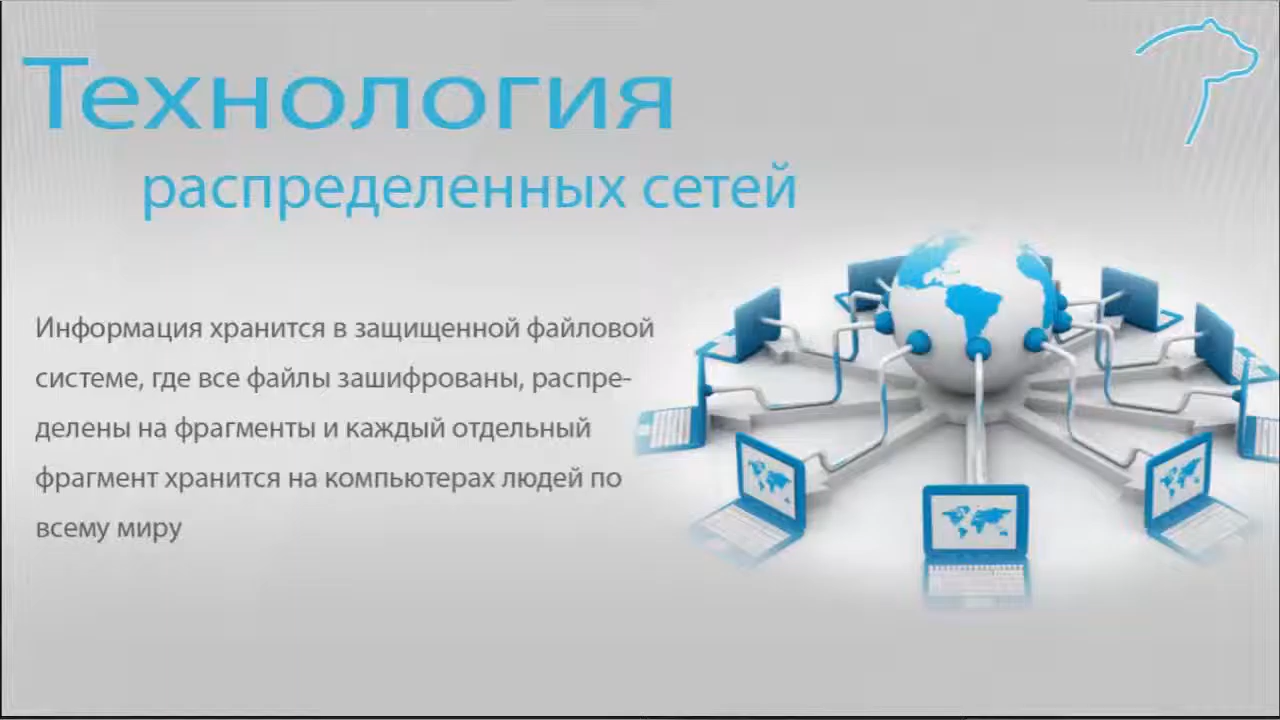 Технология
распределенных сетей
Информация хранится в защищенной файловой
системе, где все файлы зашифрованы, распре-
делены на фрагменты и каждый отдельный
фрагмент хранится на компьютерах людей по
всему миру